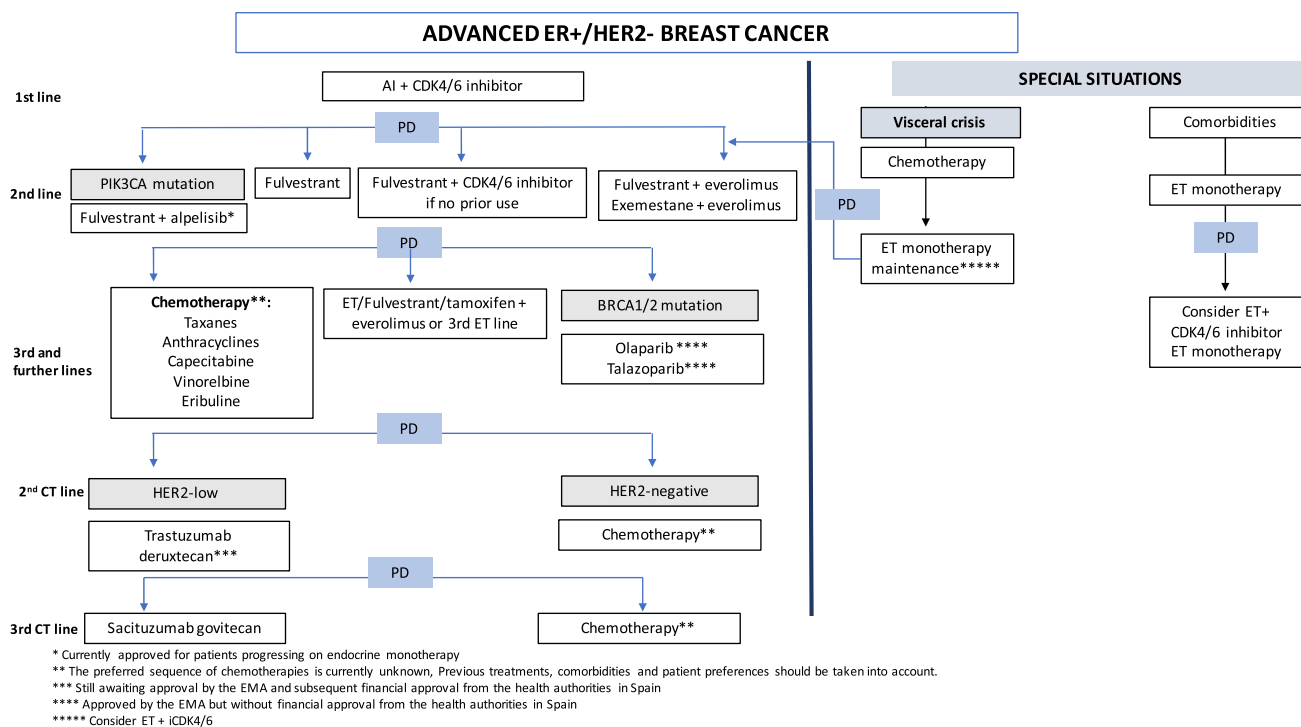 ADVANCED ER+/HER2- BREAST CANCER
SPECIAL SITUATIONS
1st line
AI + CDK4/6 inhibitor
PD
Visceral crisis
Chemotherapy
Comorbidities
2nd line
PIK3CA mutation
Fulvestrant + alpelisib*
Fulvestrant
Fulvestrant + CDK4/6 inhibitor
if no prior use
Fulvestrant + everolimus
Exemestane + everolimus
PD
ET monotherapy
PD
ET monotherapy
maintenance*****
PD
Consider ET+
CDK4/6 inhibitor
ET monotherapy
3rd and
further lines
Chemotherapy**:
Taxanes
Anthracyclines
Capecitabine
Vinorelbine
Eribuline
ET/Fulvestrant/tamoxifen +
everolimus or 3rd ET line
BRCA1/2 mutation
Olaparib ****
Talazoparib****
PD
2nd CT line
HER2-low
Trastuzumab
deruxtecan***
HER2-negative
Chemotherapy**
PD
3rd CT line
Sacituzumab govitecan
Chemotherapy**
* Currently approved for patients progressing on endocrine monotherapy
** The preferred sequence of chemotherapies is currently unknown, Previous treatments, comorbidities and patient preferences should be taken into account.
*** Still awaiting approval by the EMA and subsequent financial approval from the health authorities in Spain
**** Approved by the EMA but without financial approval from the health authorities in Spain
***** Consider ET + iCDK4/6